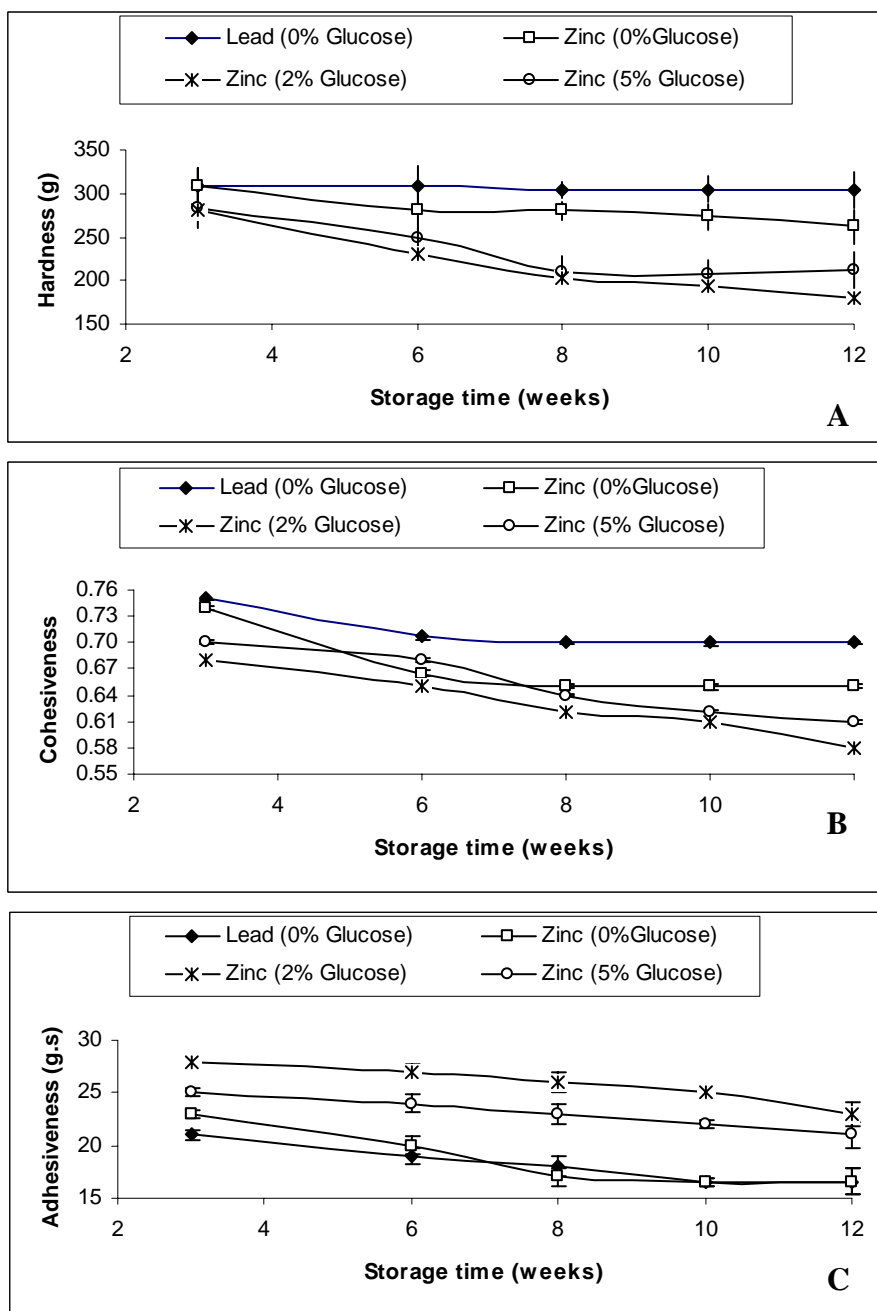 Lead (0% Glucose) Zinc (0%Glucose)
Zinc (2% Glucose) Zinc (5% Glucose)
350
300
250
200
150
Hardness (g)
2 4 6 8 10 12
Storage time (weeks)
A
Lead (0% Glucose) Zinc (0%Glucose)
Zinc (2% Glucose) Zinc (5% Glucose)
0.76
0.73
0.70
0.67
0.64
0.61
0.58
0.55
Cohesiveness
2 4 6 8 10
Storage time (weeks)
B
Lead (0% Glucose) Zinc (0%Glucose)
Zinc (2% Glucose) Zinc (5% Glucose)
30
25
20
15
Adhesiveness (g.s)
2 4 6 8 10 12
Storage time (weeks)
C